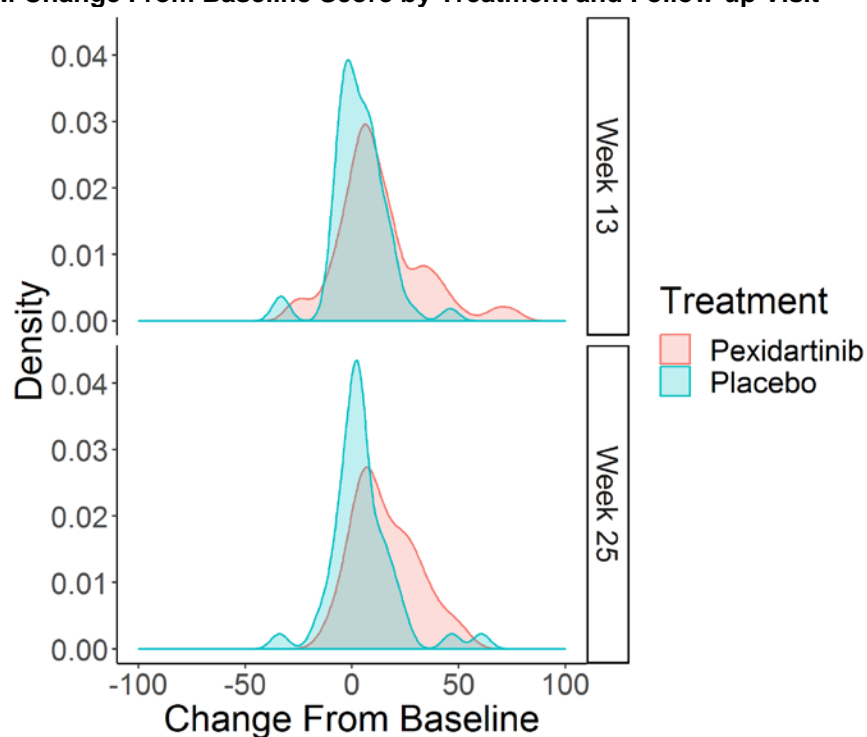 Change From Baseline Score by Treatment and Follow-up Visit
0.04
0.03
0.02
0.01
0.00
Week 13
0.04
0.03
0.02
0.01
0.00
Week 25
Density
-100 -50 0 50 100
Change From Baseline
Treatment
Pexidartinib
Placebo